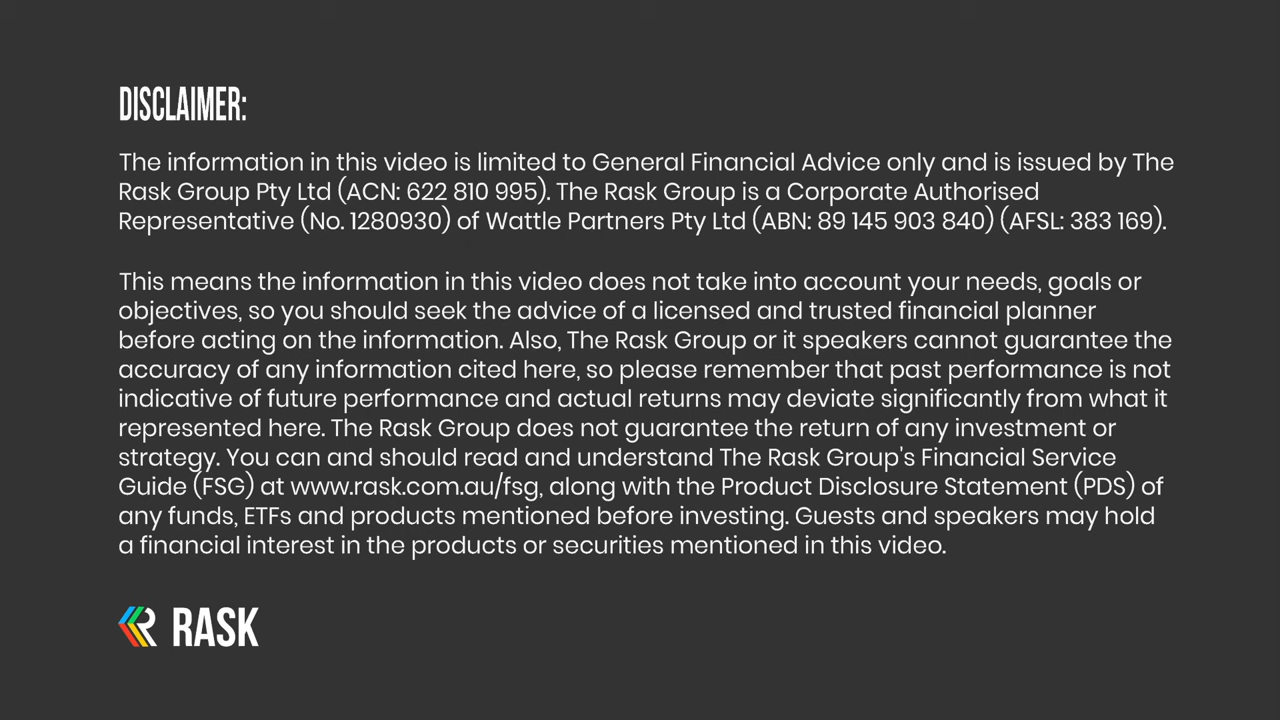 DISCLAIMER:
The information in this video is limited to General Financial Advice only and is issued by The
Rask Group Pty Ltd (ACN: 622 810 995). The Rask Group is a Corporate Authorised
Representative (No. 1280930) of Wattle Partners Pty Ltd (ABN: 89 145 903 840) (AFSL: 383 169).
This means the information in this video does not take into account your needs, goals or
objectives, so you should seek the advice of a licensed and trusted financial planner
before acting on the information. Also, The Rask Group or it speakers cannot guarantee the
accuracy of any information cited here, so please remember that past performance is not
indicative of future performance and actual returns may deviate significantly from what it
represented here. The Rask Group does not guarantee the return of any investment or
strategy. You can and should read and understand The Rask Group's Financial Service
Guide (FSG) at www.rask.com.au/fsg, along with the Product Disclosure Statement (PDS) of
any funds, ETFs and products mentioned before investing. Guests and speakers may hold
a financial interest in the products or securities mentioned in this video.
RASK